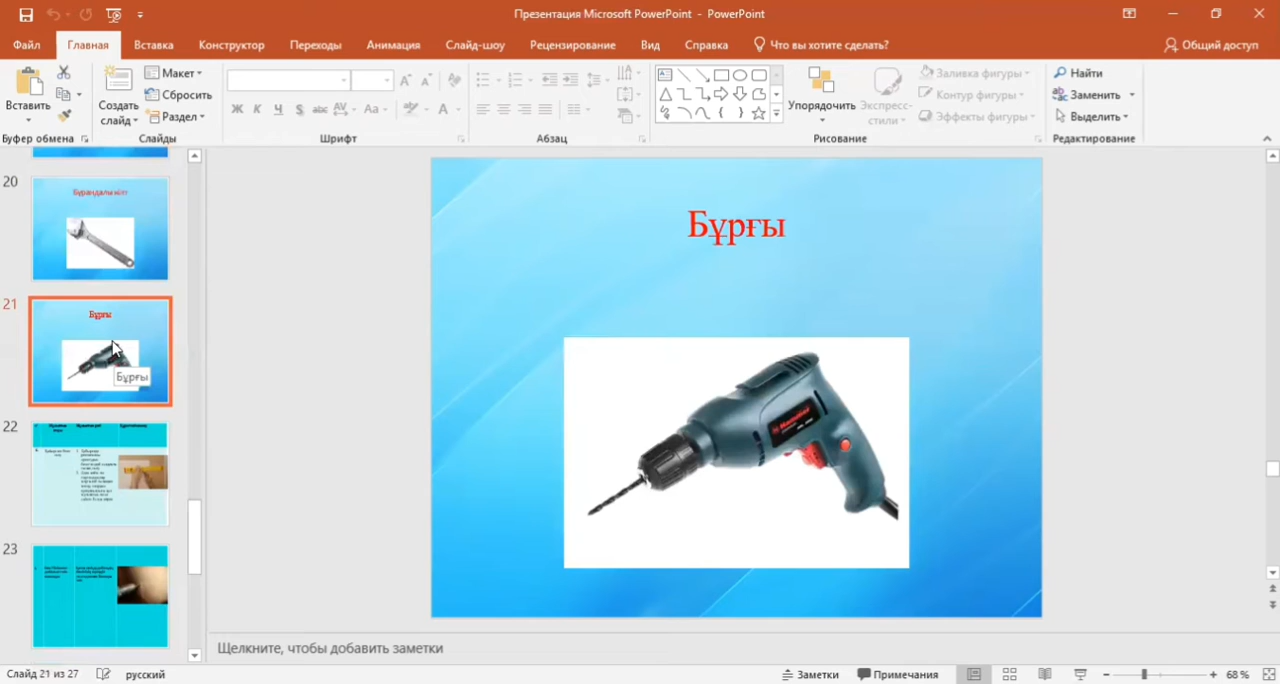 Презентация Microsoft PowerPoint - PowerPoint
Файл Главная Вставка Конструктор Переходы Анимация Слайд-шоу Рецензирование Вид Справка Что вы хотите сделать? Общий доступ
Вставить
Создать слайд
Макет
Сбросить
Раздел
Ж К Ч S abc AV Aa A
Упорядочить
Экспресс-стили
Заливка фигуры
Контур фигуры
Эффекты фигуры
Найти
Заменить
Выделить
Буфер обмена Слайды Шрифт Абзац Рисование Редактирование
20
Бұрандалы кілт
21
Бұрғы
Бұрғы
22
23
Бұрғы
Щелкните, чтобы добавить заметки
Слайд 21 из 27 русский Заметки Примечания 68 %